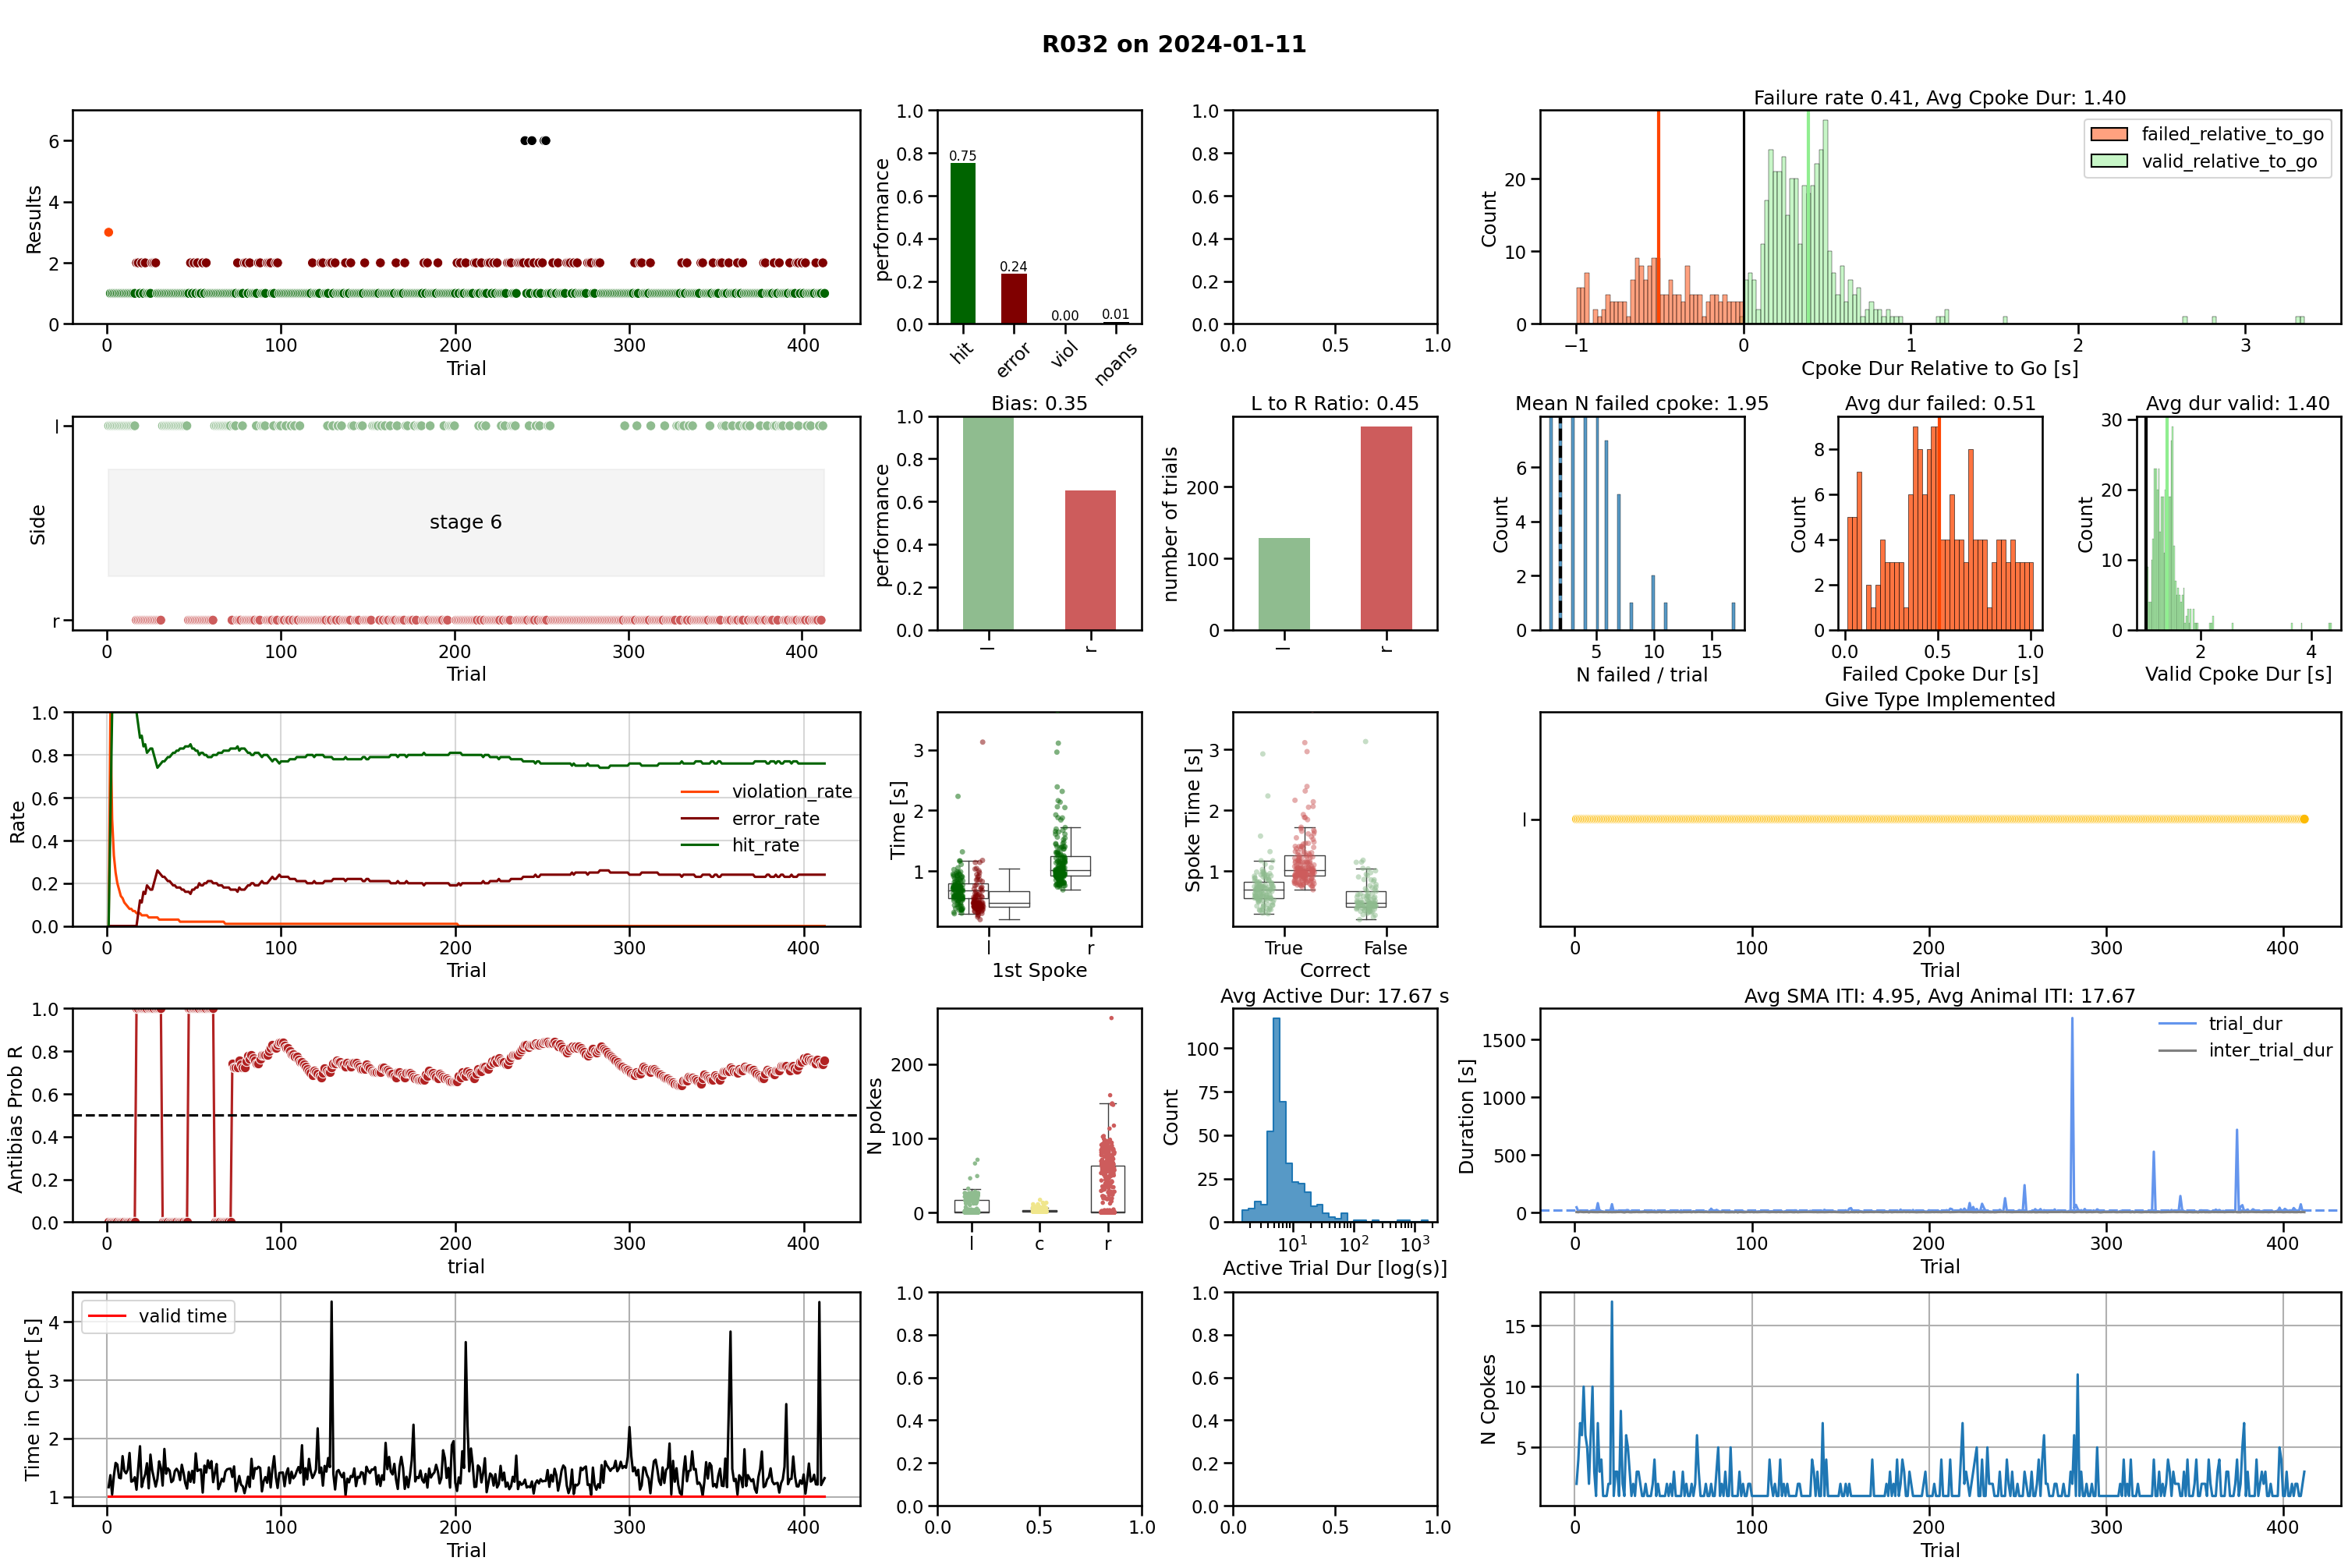 R032 on 2024-01-11
Results
6
4
2
0
0 100 200 300 400
Trial
performance
1.0
0.8
0.6
0.4
0.2
0.0
0.75
0.24
0.00
0.01
hit error viol noans
1.0
0.8
0.6
0.4
0.2
0.0
0.0 0.5 1.0
Failure rate 0.41, Avg Cpoke Dur: 1.40
failed_relative_to_go
valid_relative_to_go
Count
20
10
0
−1 0 1 2 3
Cpoke Dur Relative to Go [s]
Side
l
stage 6
r
0 100 200 300 400
Trial
Bias: 0.35
performance
1.0
0.8
0.6
0.4
0.2
0.0
l r
L to R Ratio: 0.45
number of trials
200
100
0
l r
Mean N failed cpoke: 1.95
Count
6
4
2
0
5 10 15
N failed / trial
Avg dur failed: 0.51
Count
8
6
4
2
0
0.0 0.5 1.0
Failed Cpoke Dur [s]
Avg dur valid: 1.40
Count
30
20
10
0
2 4
Valid Cpoke Dur [s]
Rate
1.0
0.8
0.6
0.4
0.2
0.0
violation_rate
error_rate
hit_rate
0 100 200 300 400
Trial
Time [s]
3
2
1
l r
1st Spoke
Spoke Time [s]
3
2
1
True False
Correct
Give Type Implemented
l
0 100 200 300 400
Trial
Antibias Prob R
1.0
0.8
0.6
0.4
0.2
0.0
0 100 200 300 400
trial
N pokes
200
100
0
l c r
Avg Active Dur: 17.67 s
Count
100
75
50
25
0
10¹ 10² 10³
Active Trial Dur [log(s)]
Avg SMA ITI: 4.95, Avg Animal ITI: 17.67
trial_dur
inter_trial_dur
Duration [s]
1500
1000
500
0
0 100 200 300 400
Trial
Time in Cport [s]
valid time
4
3
2
1
0 100 200 300 400
Trial
1.0
0.8
0.6
0.4
0.2
0.0
0.0 0.5 1.0
1.0
0.8
0.6
0.4
0.2
0.0
0.0 0.5 1.0
N Cpokes
15
10
5
0 100 200 300 400
Trial